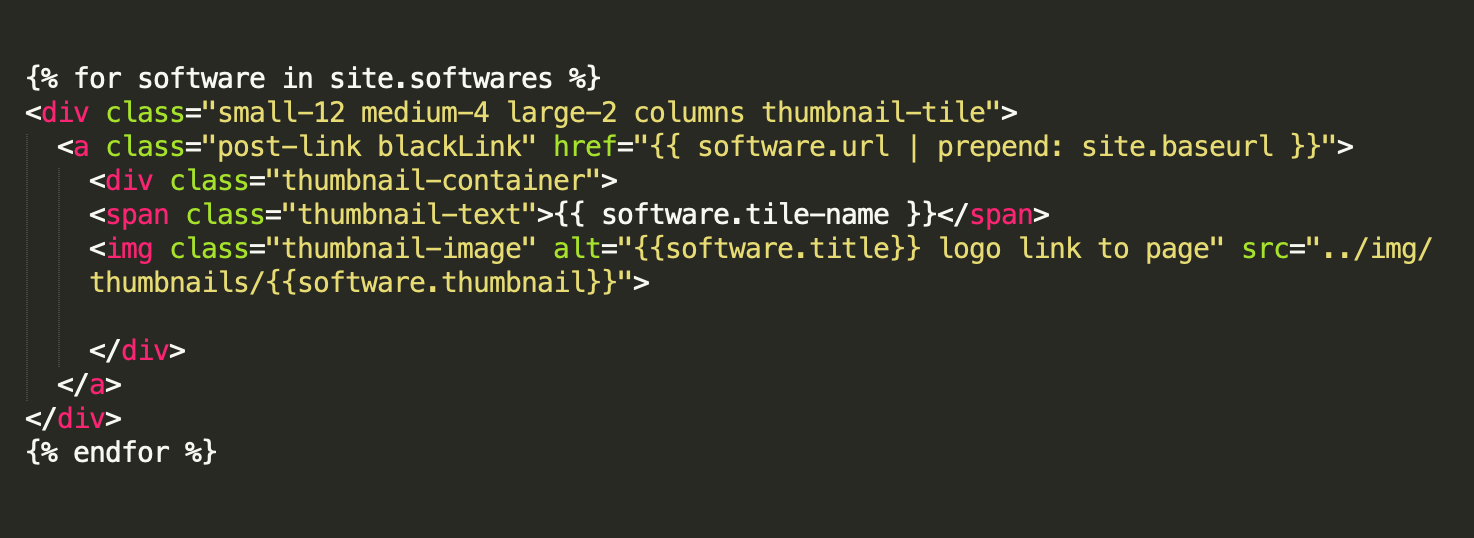 {% for software in site.softwares %}
<div class="small-12 medium-4 large-2 columns thumbnail-tile">
<a class="post-link blackLink" href="{{ software.url | prepend: site.baseurl }}">
<div class="thumbnail-container">
<span class="thumbnail-text">{{ software.tile-name }}</span>
<img class="thumbnail-image" alt="{{software.title}} logo link to page" src="../img/
thumbnails/{{software.thumbnail}}">
</div>
</a>
</div>
{% endfor %}